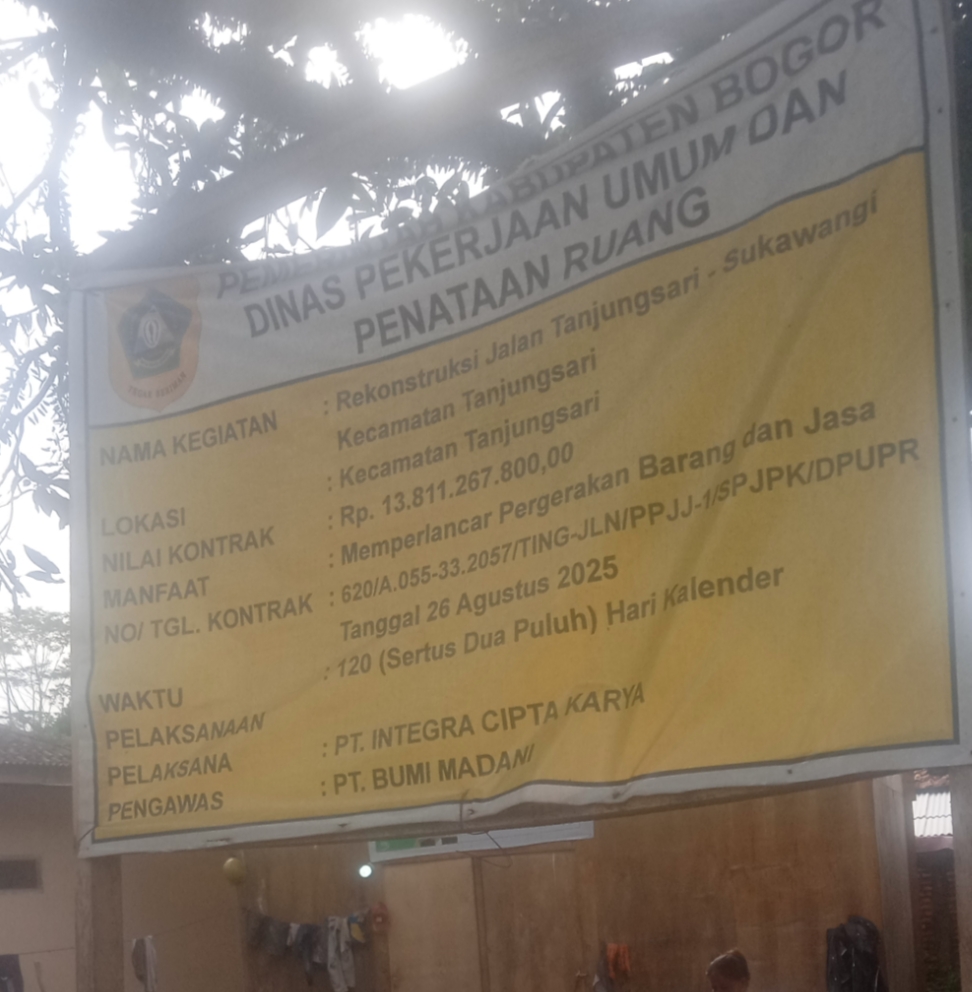 PEMERINTAH KABUPATEN BOGOR
DINAS PEKERJAAN UMUM DAN
PENATAAN RUANG
NAMA KEGIATAN : Rekonstruksi Jalan Tanjungsari - Sukawangi
Kecamatan Tanjungsari
LOKASI : Kecamatan Tanjungsari
NILAI KONTRAK : Rp. 13.811.267.800,00
MANFAAT : Memperlancar Pergerakan Barang dan Jasa
NO/ TGL. KONTRAK : 620/A.055-33.2057/TING-JLN/PPJJ-1/SPJPK/DPUPR
Tanggal 26 Agustus 2025
WAKTU : 120 (Sertus Dua Puluh) Hari Kalender
PELAKSANAAN
PELAKSANA : PT. INTEGRA CIPTA KARYA
PENGAWAS : PT. BUMI MADANI